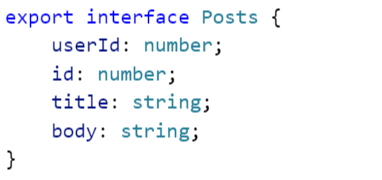 export interface Posts {
    userId: number;
    id: number;
    title: string;
    body: string;
}